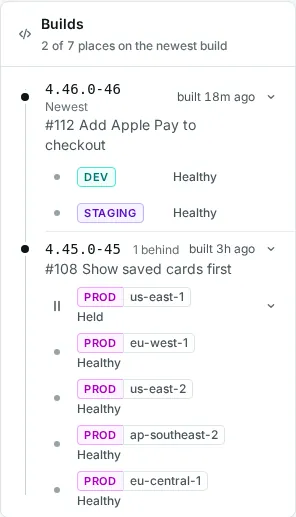 Builds
2 of 7 places on the newest build
4.46.0-46
Newest
built 18m ago
#112 Add Apple Pay to
checkout
DEV Healthy
STAGING Healthy
4.45.0-45 1 behind built 3h ago
#108 Show saved cards first
PROD us-east-1
Held
PROD eu-west-1
Healthy
PROD us-east-2
Healthy
PROD ap-southeast-2
Healthy
PROD eu-central-1
Healthy